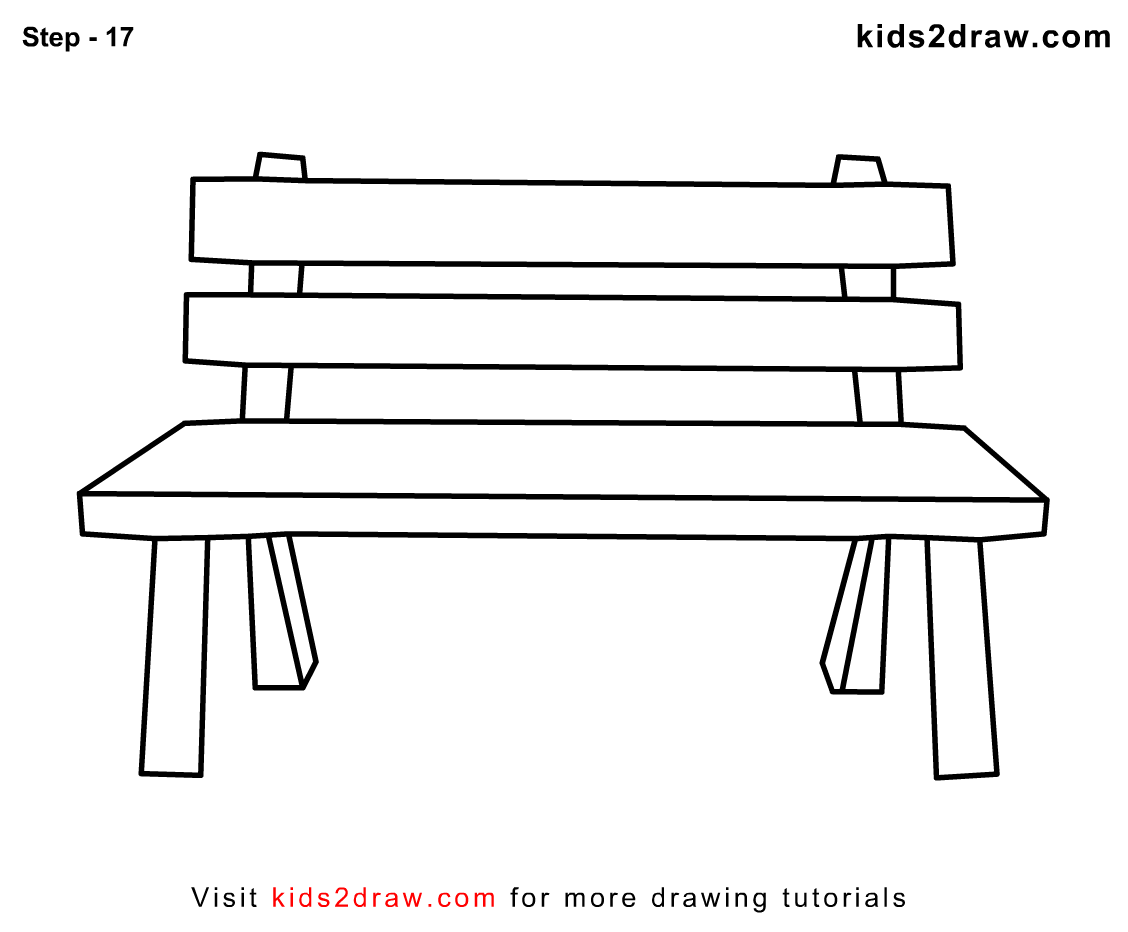 Step - 17
kids2draw.com
Visit kids2draw.com for more drawing tutorials